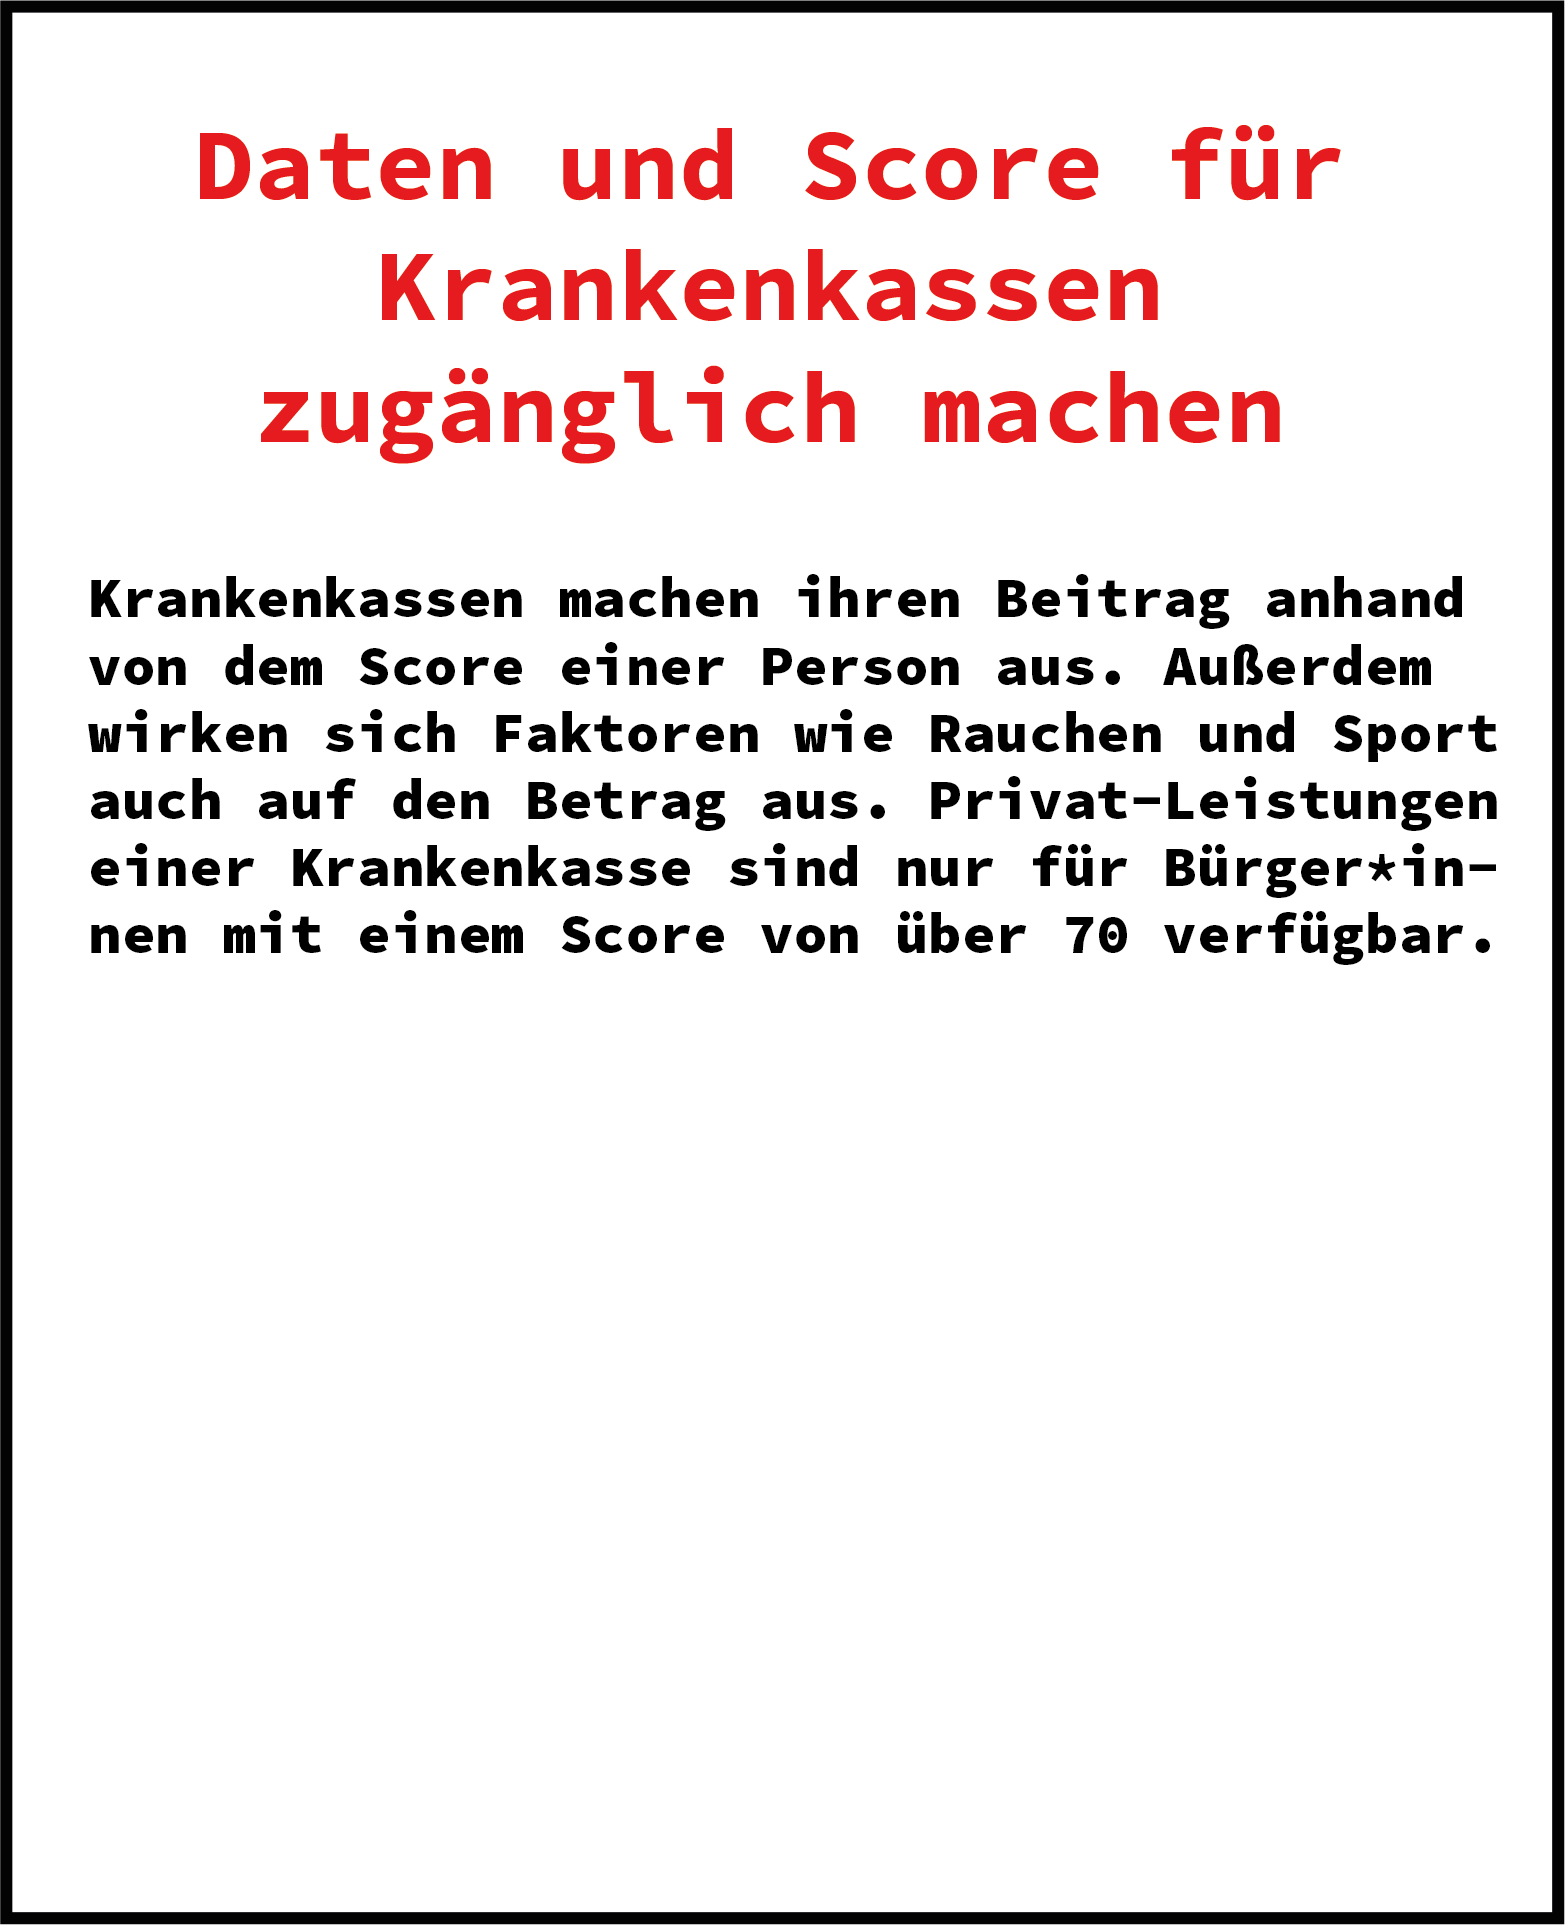 Daten und Score für
Krankenkassen
zugänglich machen
Krankenkassen machen ihren Beitrag anhand
von dem Score einer Person aus. Außerdem
wirken sich Faktoren wie Rauchen und Sport
auch auf den Betrag aus. Privat-Leistungen
einer Krankenkasse sind nur für Bürger*in-
nen mit einem Score von über 70 verfügbar.